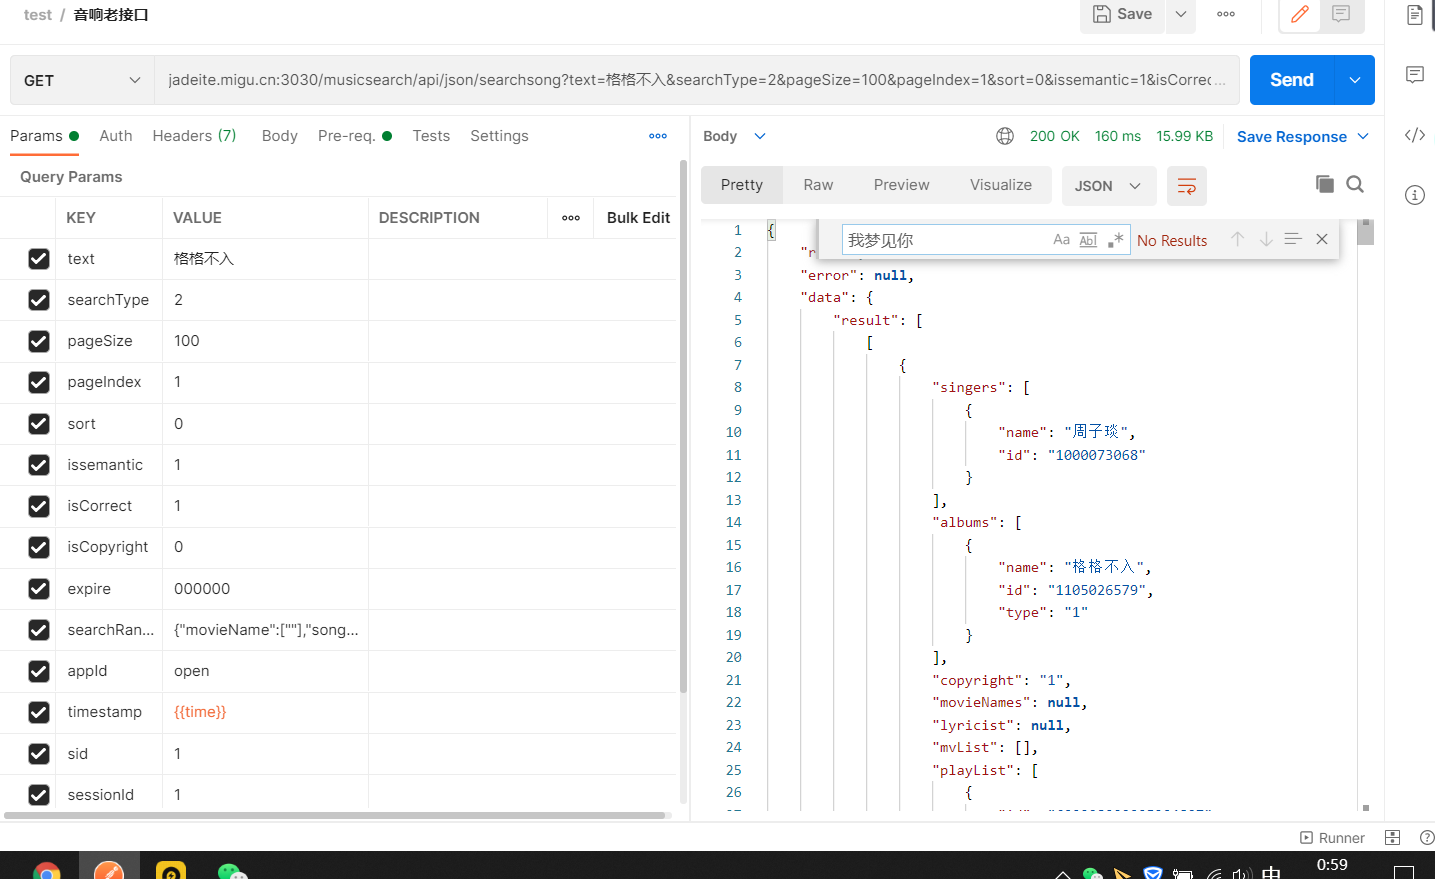 test / 音响老接口
Save
GET
jadeite.migu.cn:3030/musicsearch/api/json/searchsong?text=格格不入&searchType=2&pageSize=100&pageIndex=1&sort=0&issemantic=1&isCorrec...
Send
Params Auth Headers (7) Body Pre-req. Tests Settings
Query Params
KEY VALUE DESCRIPTION Bulk Edit
text 格格不入
searchType 2
pageSize 100
pageIndex 1
sort 0
issemantic 1
isCorrect 1
isCopyright 0
expire 000000
searchRan... {"movieName":[""],"song...
appId open
timestamp {{time}}
sid 1
sessionId 1
Body 200 OK 160 ms 15.99 KB Save Response
Pretty Raw Preview Visualize JSON
我梦见你 Aa Abl .* No Results
1 {
2 "r
3 "error": null,
4 "data": {
5 "result": [
6 [
7 {
8 "singers": [
9 {
10 "name": "周子琰",
11 "id": "1000073068"
12 }
13 ],
14 "albums": [
15 {
16 "name": "格格不入",
17 "id": "1105026579",
18 "type": "1"
19 }
20 ],
21 "copyright": "1",
22 "movieNames": null,
23 "lyricist": null,
24 "mvList": [],
25 "playList": [
26 {
Runner
中 0:59